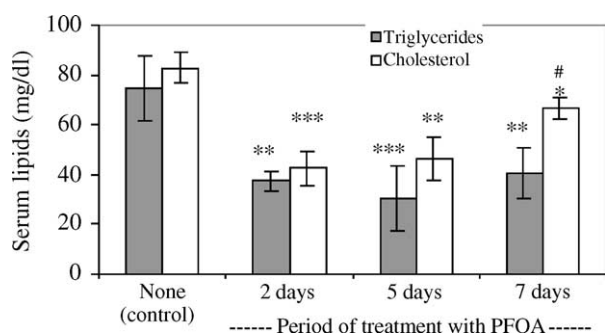 Serum lipids (mg/dl)
100
80
60
40
20
0
Triglycerides
Cholesterol
**
***
***
**
**
#
*
None
(control)
2 days
5 days
7 days
------ Period of treatment with PFOA------